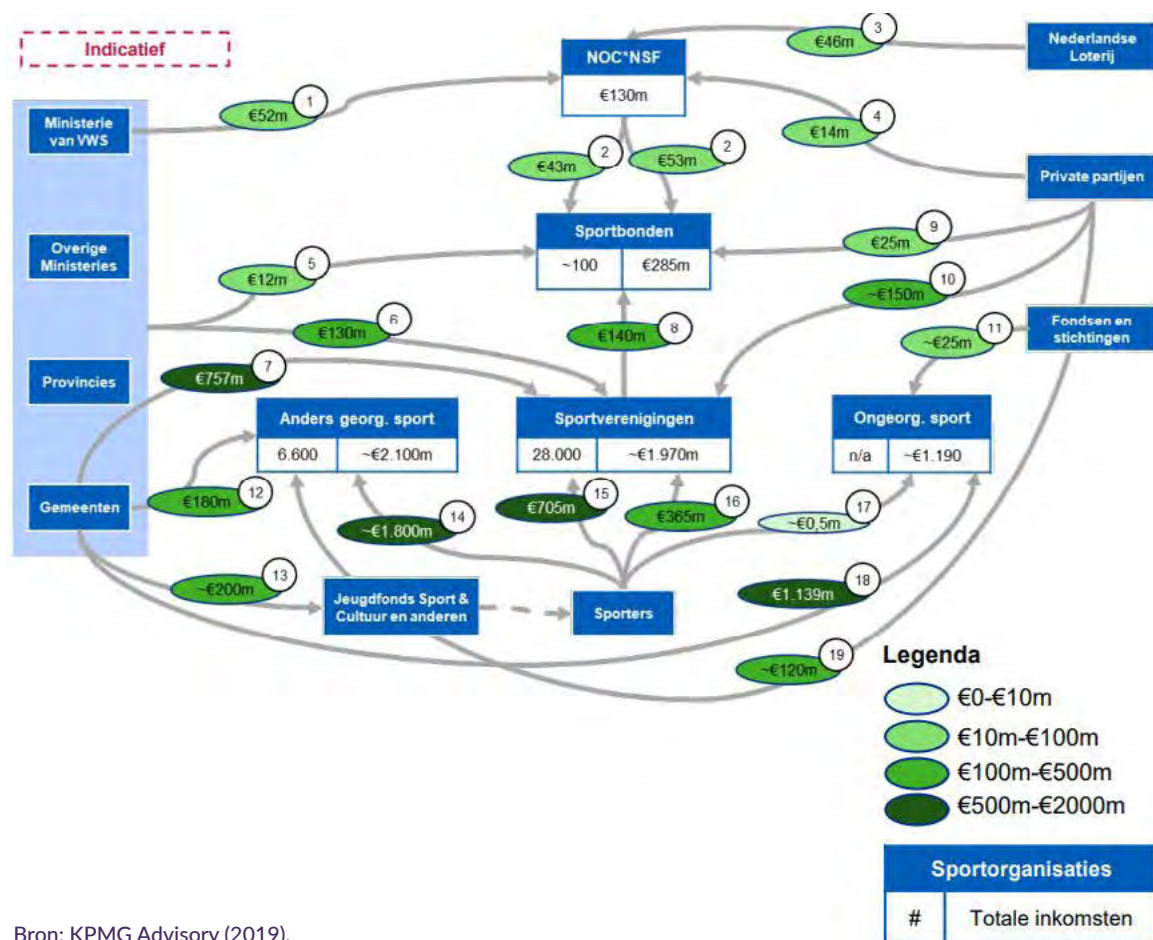 Indicatief
NOC*NSF
€130m
€46m
3
Nederlandse
Loterij
Ministerie
van VWS
€52m
1
€14m
4
€43m
2
€53m
2
Private partijen
Overige
Ministeries
€12m
5
Sportbonden
~100
€285m
€25m
9
~€150m
10
€130m
6
€140m
8
~€25m
11
Fondsen en
stichtingen
Provincies
€757m
7
Anders georg. sport
6.600
~€2.100m
Sportverenigingen
28.000
~€1.970m
Ongeorg. sport
n/a
~€1.190
Gemeenten
€180m
12
~€1.800m
14
€705m
15
€365m
16
~€0,5m
17
~€200m
13
Jeugdfonds Sport &
Cultuur en anderen
Sporters
€1.139m
18
~€120m
19
Legenda
€0-€10m
€10m-€100m
€100m-€500m
€500m-€2000m
Sportorganisaties
#
Totale inkomsten
Bron: KPMG Advisory (2019).